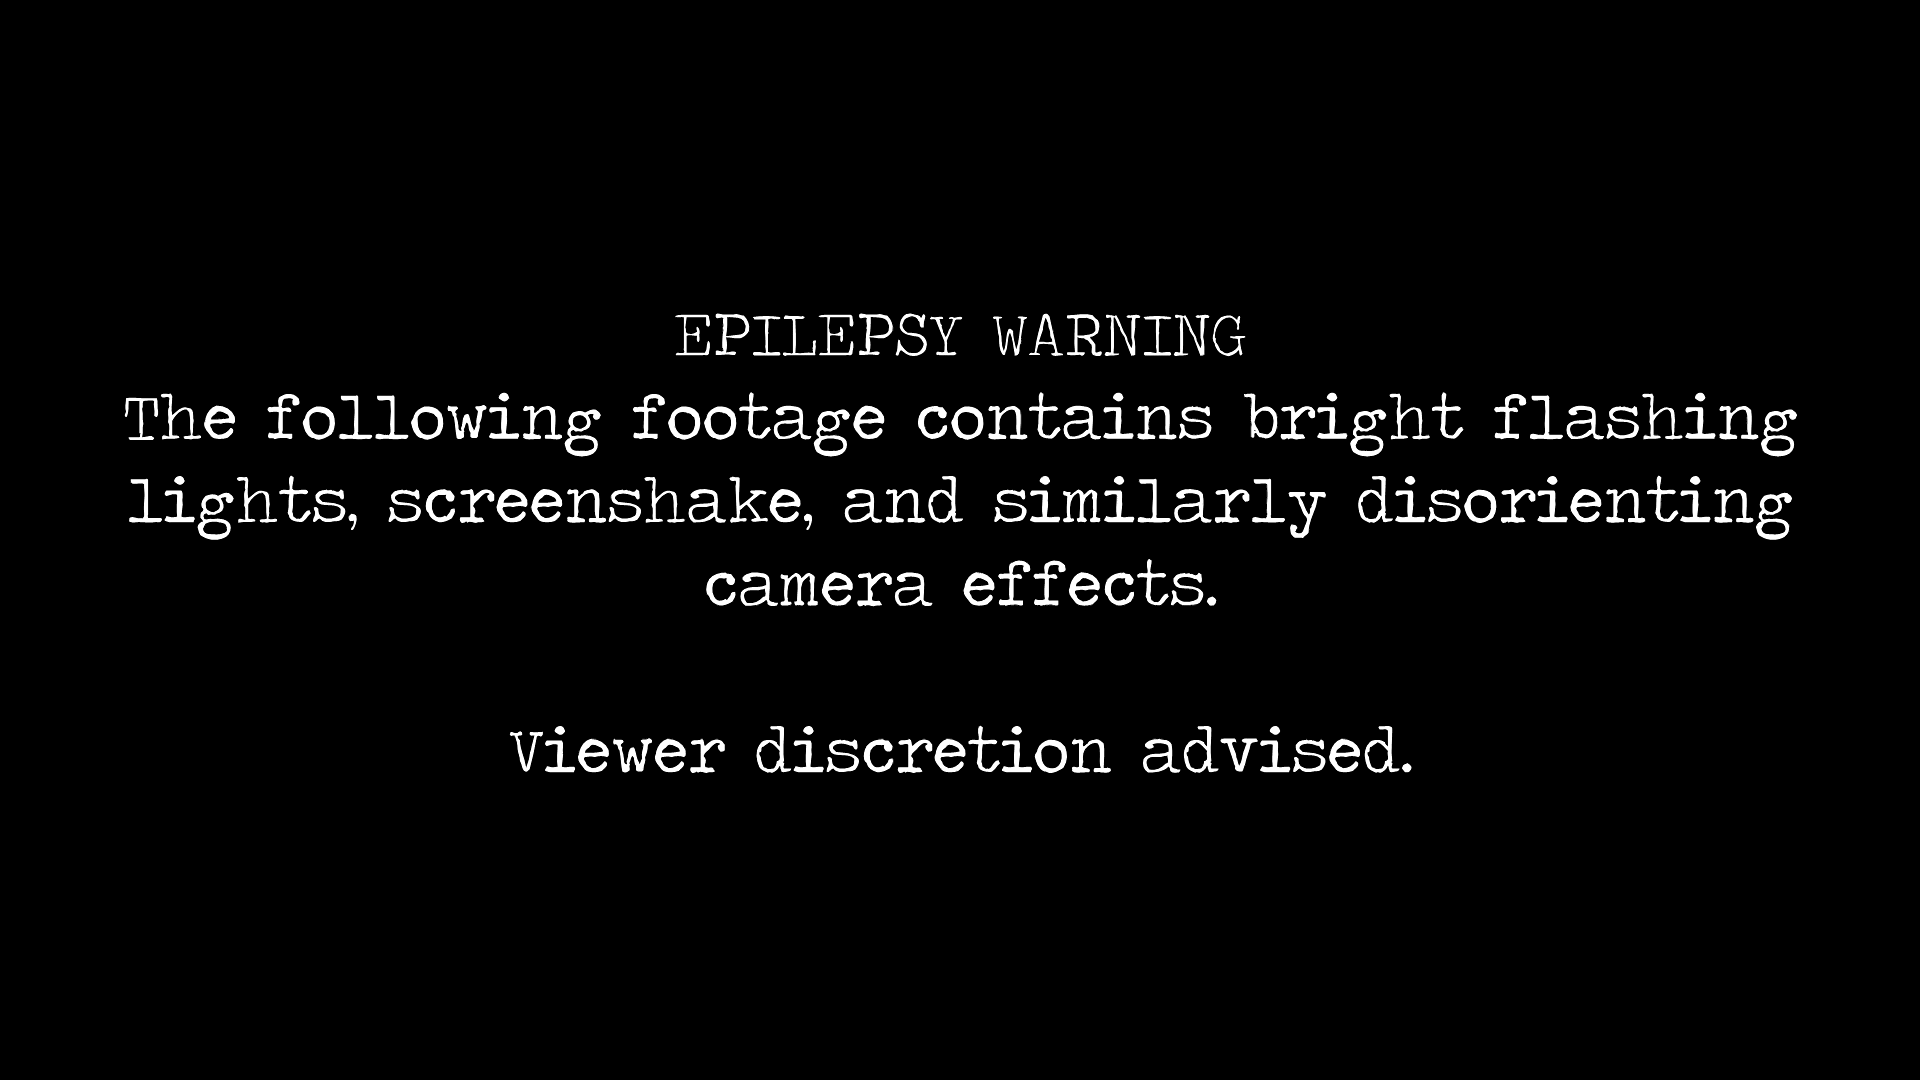 EPILEPSY WARNING
The following footage contains bright flashing
lights, screenshake, and similarly disorienting
camera effects.
Viewer discretion advised.